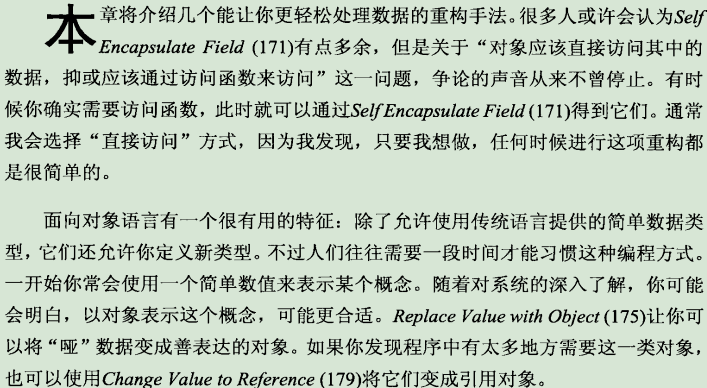 本章将介绍几个能让你更轻松处理数据的重构手法。很多人或许会认为Self
Encapsulate Field (171)有点多余，但是关于“对象应该直接访问其中的
数据，抑或应该通过访问函数来访问”这一问题，争论的声音从来不曾停止。有时
候你确实需要访问函数，此时就可以通过Self Encapsulate Field (171)得到它们。通常
我会选择“直接访问”方式，因为我发现，只要我想做，任何时候进行这项重构都
是很简单的。
面向对象语言有一个很有用的特征：除了允许使用传统语言提供的简单数据类
型，它们还允许你定义新类型。不过人们往往需要一段时间才能习惯这种编程方式。
一开始你常会使用一个简单数值来表示某个概念。随着对系统的深入了解，你可能
会明白，以对象表示这个概念，可能更合适。Replace Value with Object (175)让你可
以将“哑”数据变成善表达的对象。如果你发现程序中有太多地方需要这一类对象，
也可以使用Change Value to Reference (179)将它们变成引用对象。